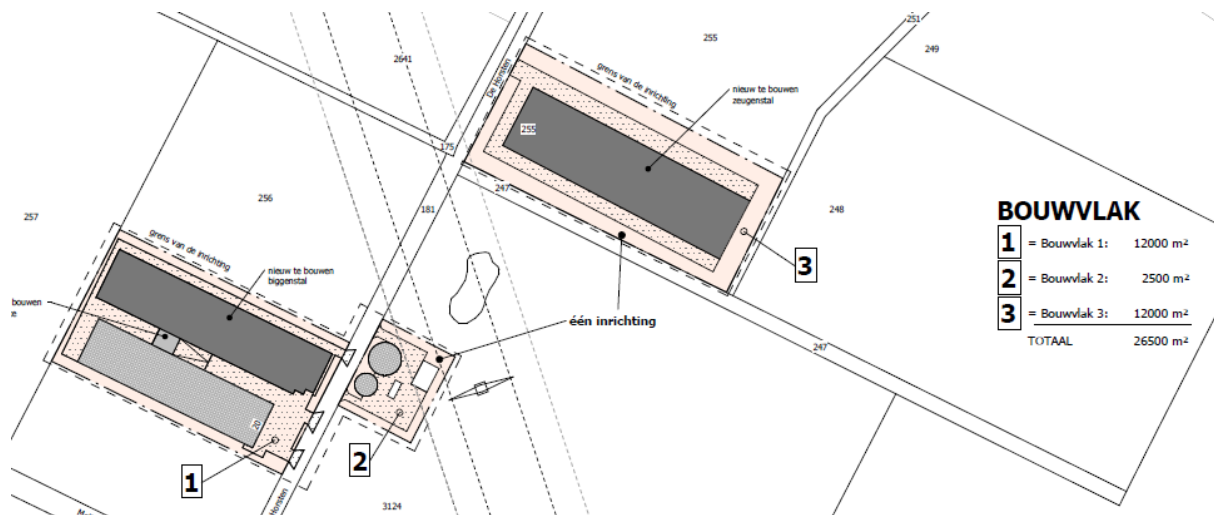 251
255
249
2641
De Horsten
grens van de inrichting
nieuw te bouwen
zeugenstal
255
175
247
256
181
248
257
grens van de inrichting
nieuw te bouwen
biggenstal
bouwen
3
één inrichting
247
20
1
2
3124
Horsten
BOUWVLAK
1 = Bouwvlak 1: 12000 m²
2 = Bouwvlak 2: 2500 m²
3 = Bouwvlak 3: 12000 m²
TOTAAL 26500 m²